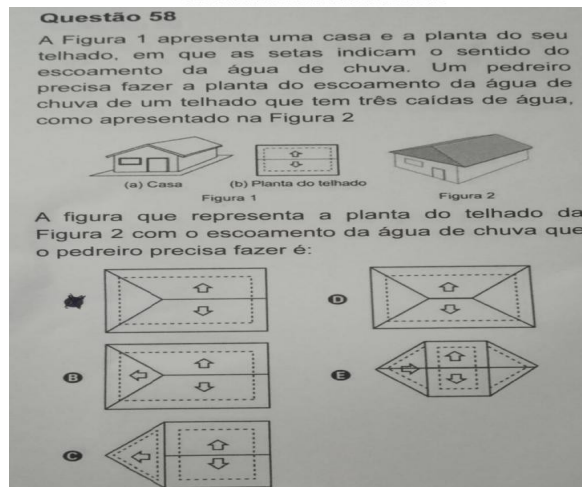 Questão 58
A Figura 1 apresenta uma casa e a planta do seu
telhado, em que as setas indicam o sentido do
escoamento da água de chuva. Um pedreiro
precisa fazer a planta do escoamento da água de
chuva de um telhado que tem três caídas de água,
como apresentado na Figura 2
(a) Casa
(b) Planta do telhado
Figura 1
Figura 2
A figura que representa a planta do telhado da
Figura 2 com o escoamento da água de chuva que
o pedreiro precisa fazer é:
D
B
E
C